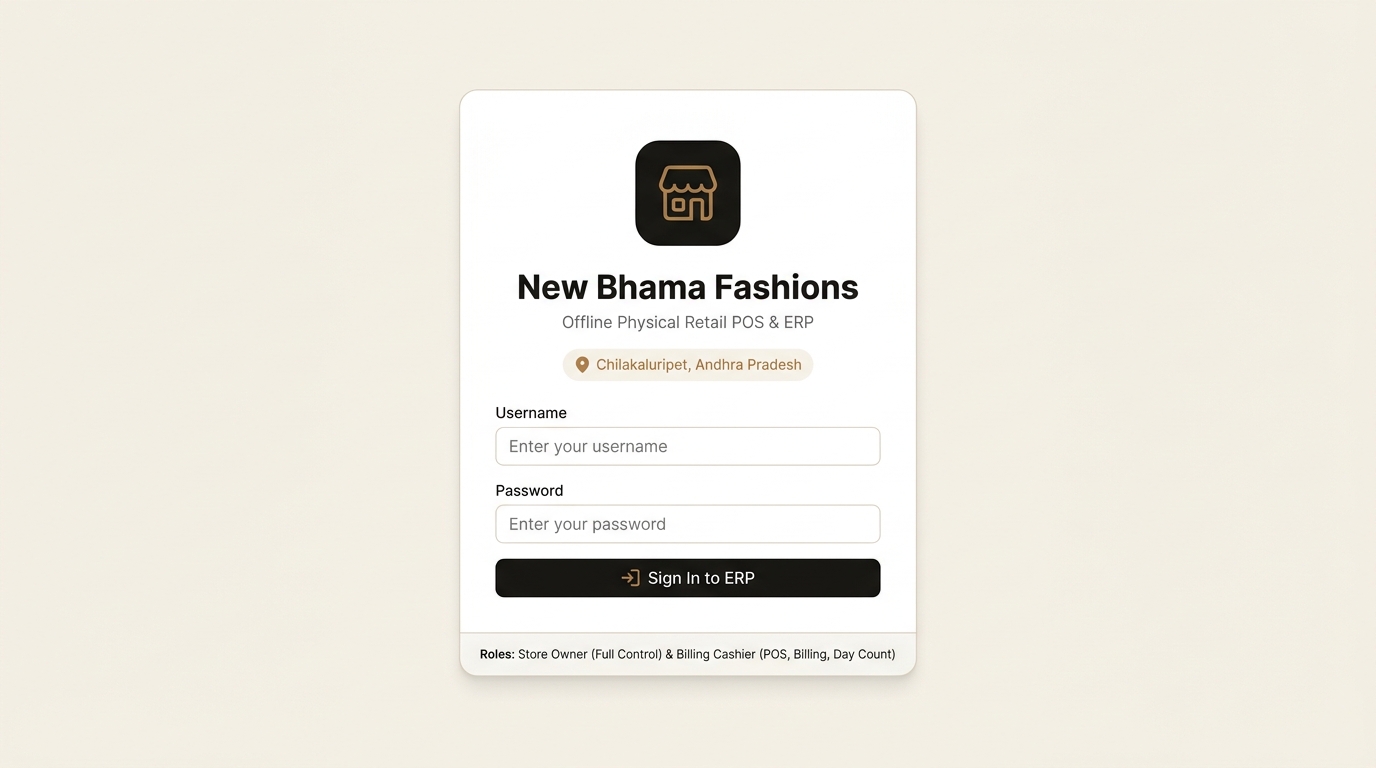 New Bhama Fashions
Offline Physical Retail POS & ERP
Chilakaluripet, Andhra Pradesh
Username
Enter your username
Password
Enter your password
Sign In to ERP
Roles: Store Owner (Full Control) & Billing Cashier (POS, Billing, Day Count)